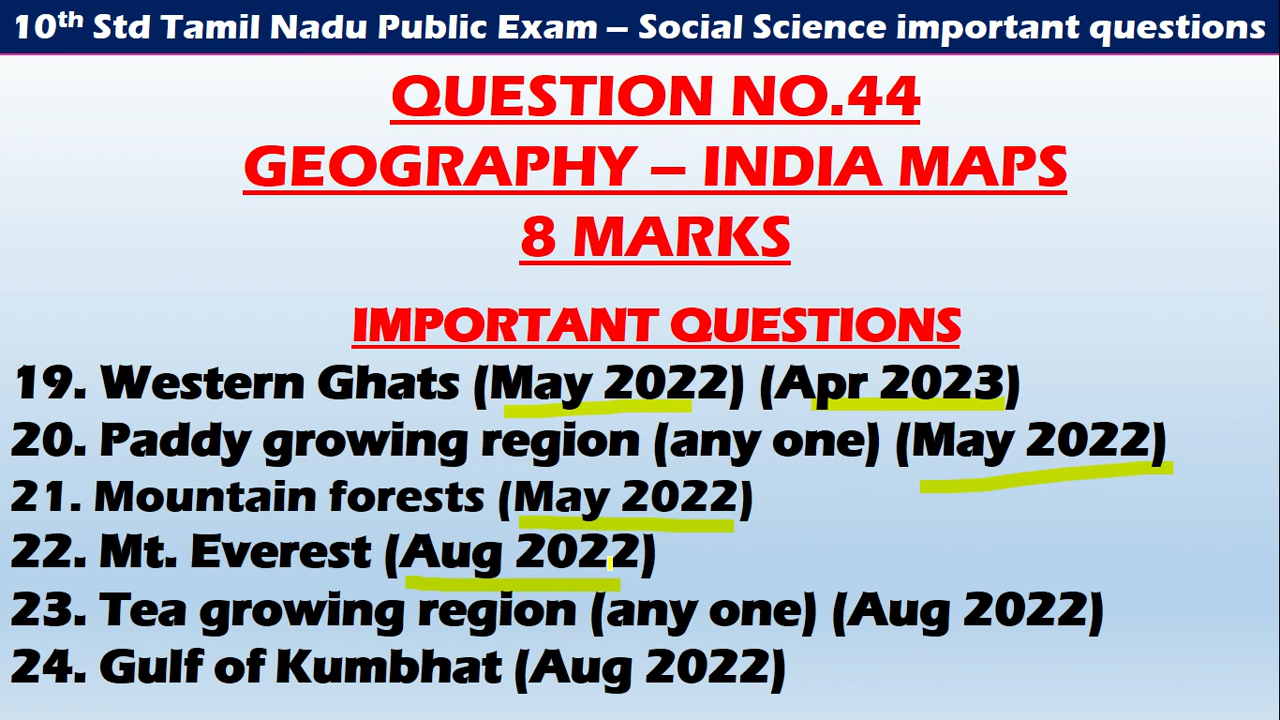 10th Std Tamil Nadu Public Exam – Social Science important questions
QUESTION NO.44
GEOGRAPHY – INDIA MAPS
8 MARKS
IMPORTANT QUESTIONS
19. Western Ghats (May 2022) (Apr 2023)
20. Paddy growing region (any one) (May 2022)
21. Mountain forests (May 2022)
22. Mt. Everest (Aug 2022)
23. Tea growing region (any one) (Aug 2022)
24. Gulf of Kumbhat (Aug 2022)